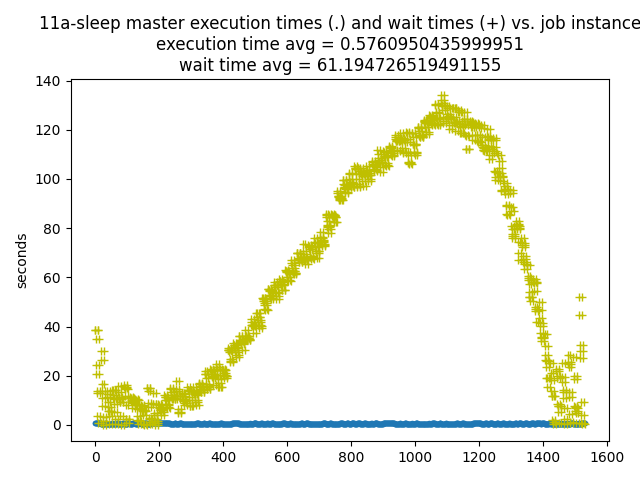 11a-sleep master execution times (.) and wait times (+) vs. job instance
execution time avg = 0.5760950435999951
wait time avg = 61.194726519491155
140
120
100
80
60
40
20
0
seconds
0 200 400 600 800 1000 1200 1400 1600